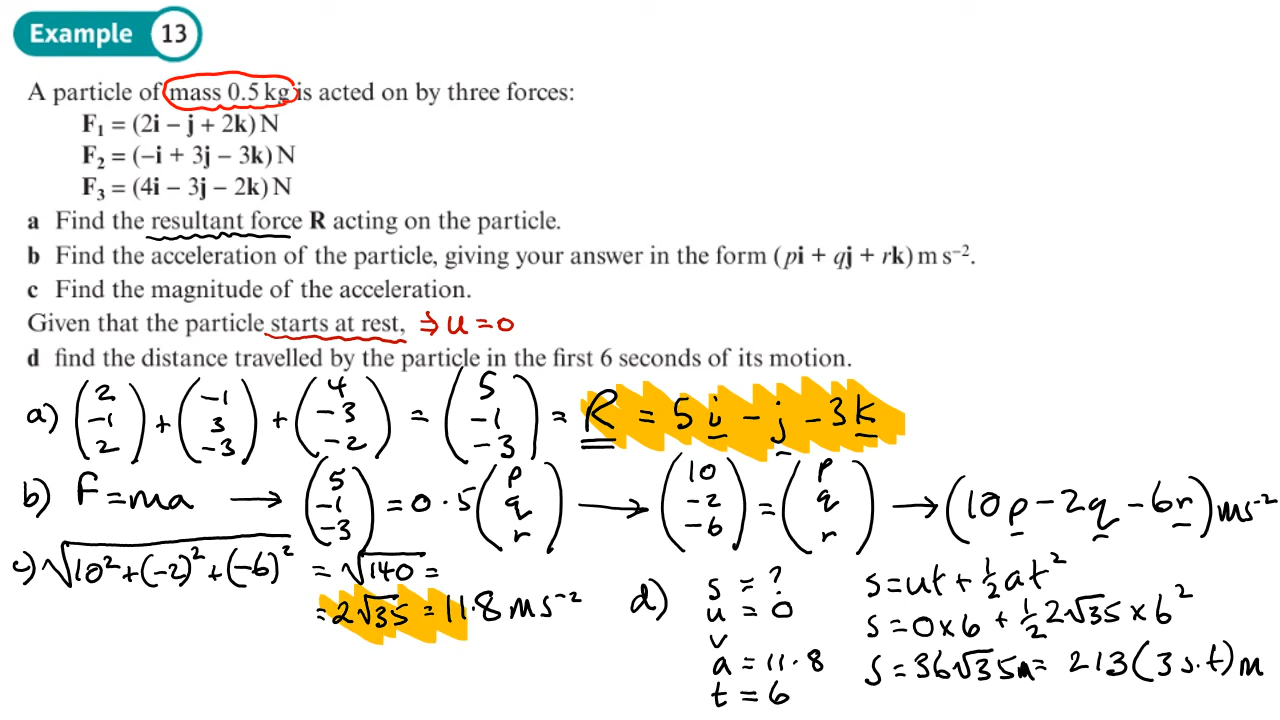 Example 13
A particle of mass 0.5 kg is acted on by three forces:
F₁ = (2i − j + 2k) N
F₂ = (−i + 3j − 3k) N
F₃ = (4i − 3j − 2k) N
a Find the resultant force R acting on the particle.
b Find the acceleration of the particle, giving your answer in the form (pi + qj + rk) m s⁻².
c Find the magnitude of the acceleration.
Given that the particle starts at rest, ⇒ u = 0
d find the distance travelled by the particle in the first 6 seconds of its motion.
a) (2 −1 2) + (−1 3 −3) + (4 −3 −2) = (5 −1 −3) = R = 5i − j − 3k
b) F = ma → (5 −1 −3) = 0.5 (p q r) → (10 −2 −6) = (p q r) → (10p − 2q − 6r) ms⁻²
c) √10² + (−2)² + (−6)² = √140 =
= 2√35 = 11.8 ms⁻²
d) s = ?
u = 0
v
a = 11.8
t = 6
s = ut + ½at²
s = 0 × 6 + ½ 2√35 × 6²
s = 36√35 m = 213 (3 s.f) m